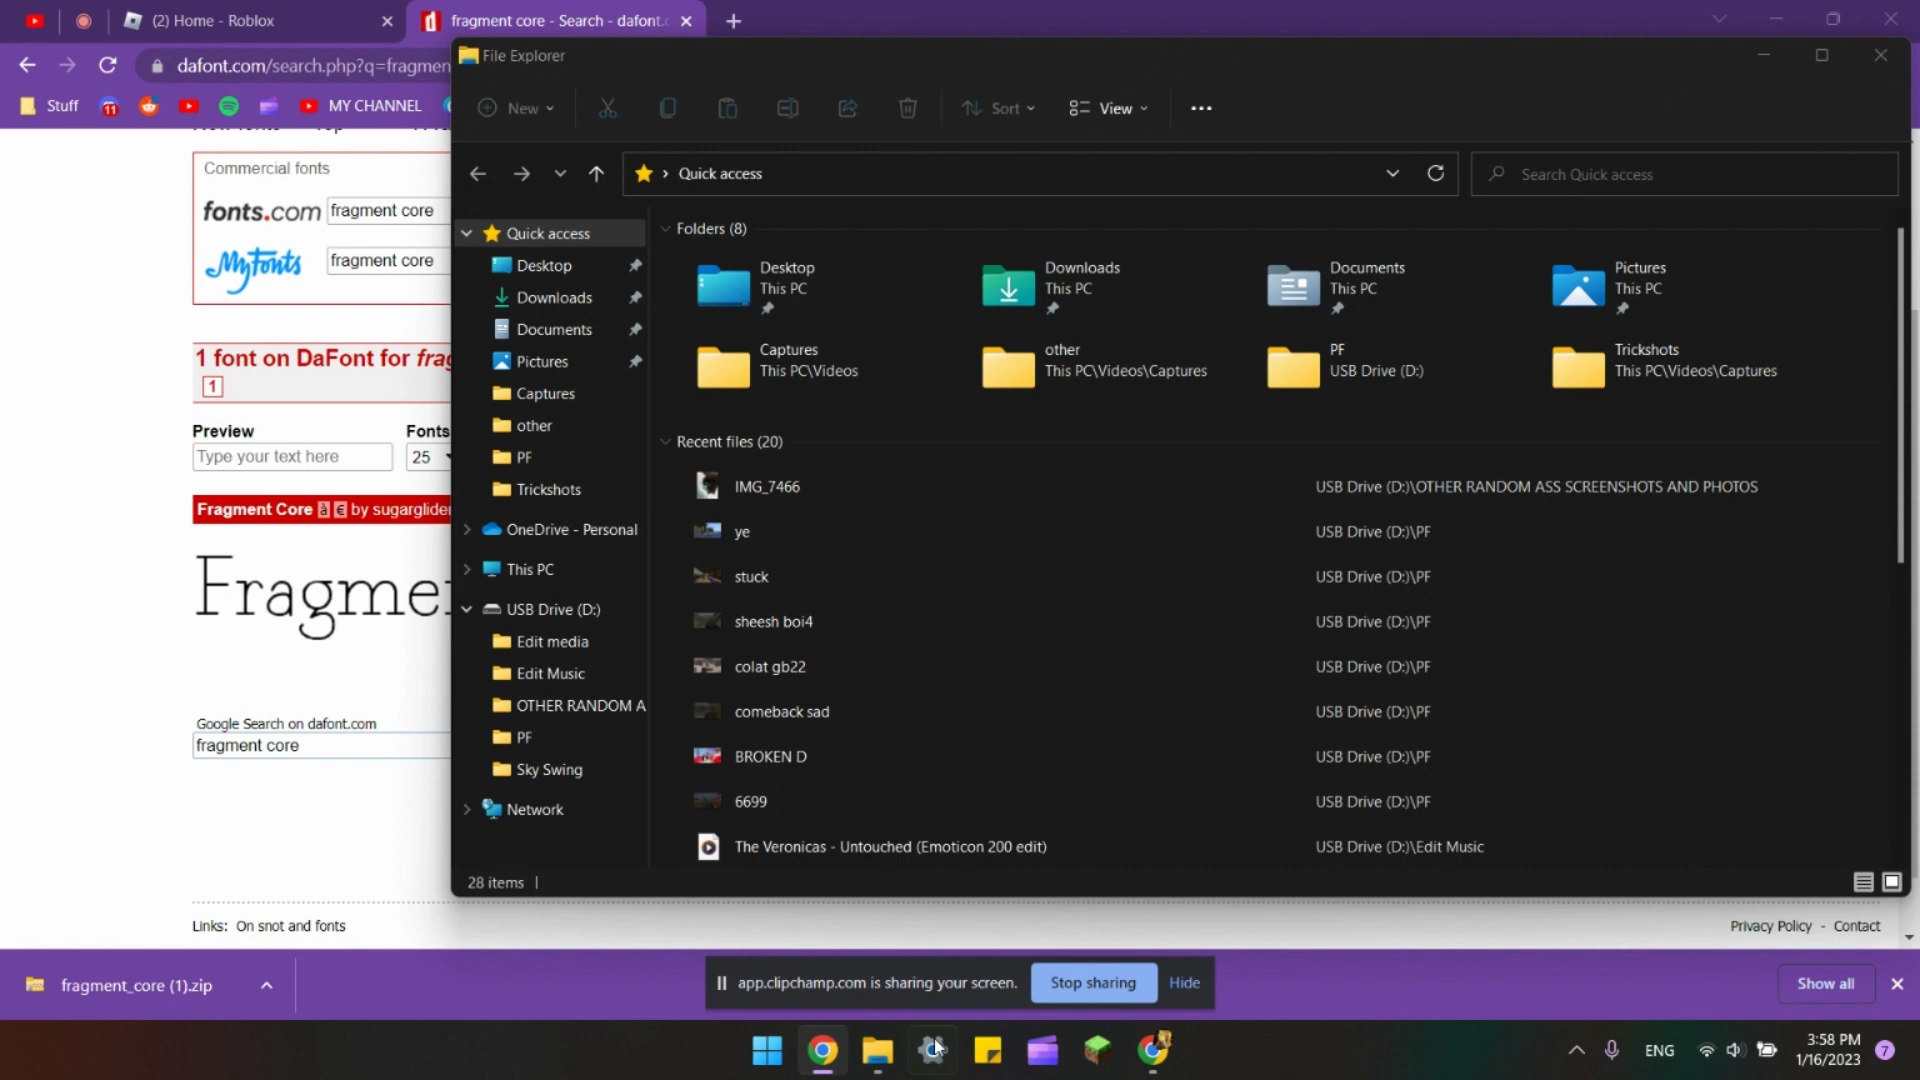 (2) Home - Roblox
fragment core - Search - dafont.c
dafont.com/search.php?q=fragmen
Stuff
11
MY CHANNEL
File Explorer
New
Sort
View
Quick access
Search Quick access
Commercial fonts
fonts.com
fragment core
MyFonts
fragment core
1 font on DaFont for frag
1
Preview
Fonts
Type your text here
25
Fragment Core à € by sugarglider
Fragme
Google Search on dafont.com
fragment core
Links: On snot and fonts
Privacy Policy - Contact
Quick access
Desktop
Downloads
Documents
Pictures
Captures
other
PF
Trickshots
OneDrive - Personal
This PC
USB Drive (D:)
Edit media
Edit Music
OTHER RANDOM A
PF
Sky Swing
Network
Folders (8)
Desktop
This PC
Downloads
This PC
Documents
This PC
Pictures
This PC
Captures
This PC\Videos
other
This PC\Videos\Captures
PF
USB Drive (D:)
Trickshots
This PC\Videos\Captures
Recent files (20)
IMG_7466 USB Drive (D:)\OTHER RANDOM ASS SCREENSHOTS AND PHOTOS
ye USB Drive (D:)\PF
stuck USB Drive (D:)\PF
sheesh boi4 USB Drive (D:)\PF
colat gb22 USB Drive (D:)\PF
comeback sad USB Drive (D:)\PF
BROKEN D USB Drive (D:)\PF
6699 USB Drive (D:)\PF
The Veronicas - Untouched (Emoticon 200 edit) USB Drive (D:)\Edit Music
28 items
fragment_core (1).zip
app.clipchamp.com is sharing your screen.
Stop sharing
Hide
Show all
ENG
3:58 PM
1/16/2023
7